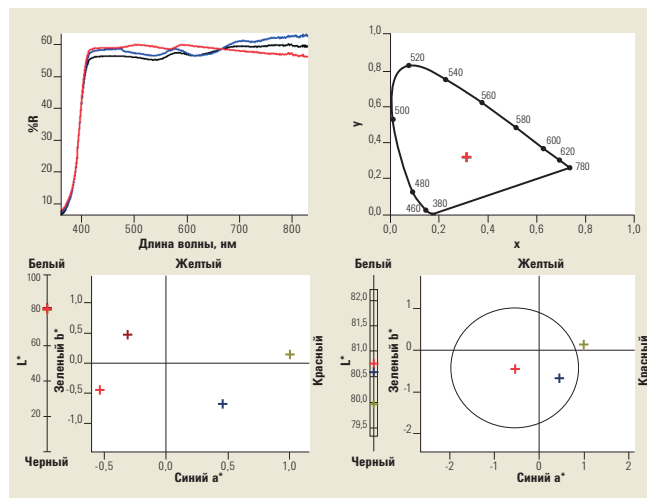 60
50
40
30
20
10
%R
400 500 600 700 800
Длина волны, нм
1,0
0,8
0,6
0,4
0,2
0,0
y
520
540
560
500
580
600
620
780
480
460 380
0,0 0,2 0,4 0,6 0,8 1,0
x
Белый Желтый
100
80
60
40
20
L*
Черный
Зеленый b*
1,0
0,5
0,0
-0,5
-1,0
Красный
-0,5 0,0 0,5 1,0
Синий a*
Белый Желтый
82,0
81,0
80,5
80,0
79,5
L*
Черный
Зеленый b*
1
0
-1
-2
Красный
-2 -1 0 1 2
Синий a*